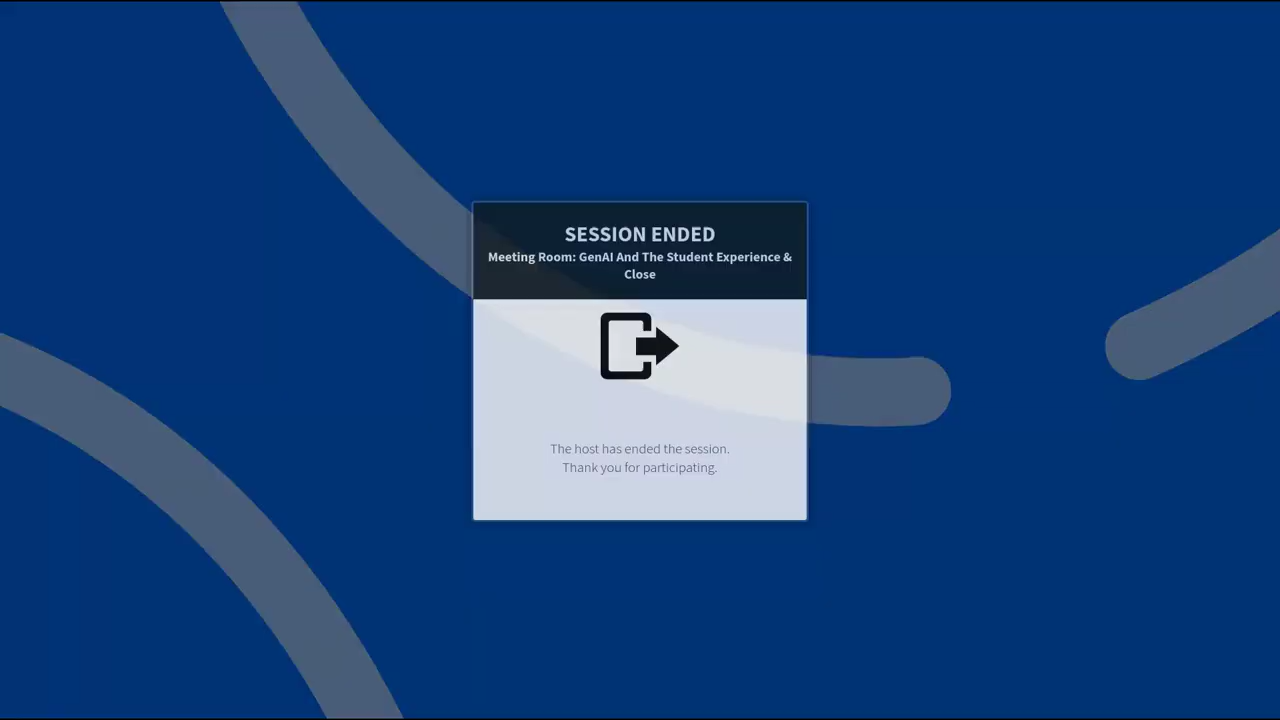 SESSION ENDED
Meeting Room: GenAI And The Student Experience &
Close
The host has ended the session.
Thank you for participating.